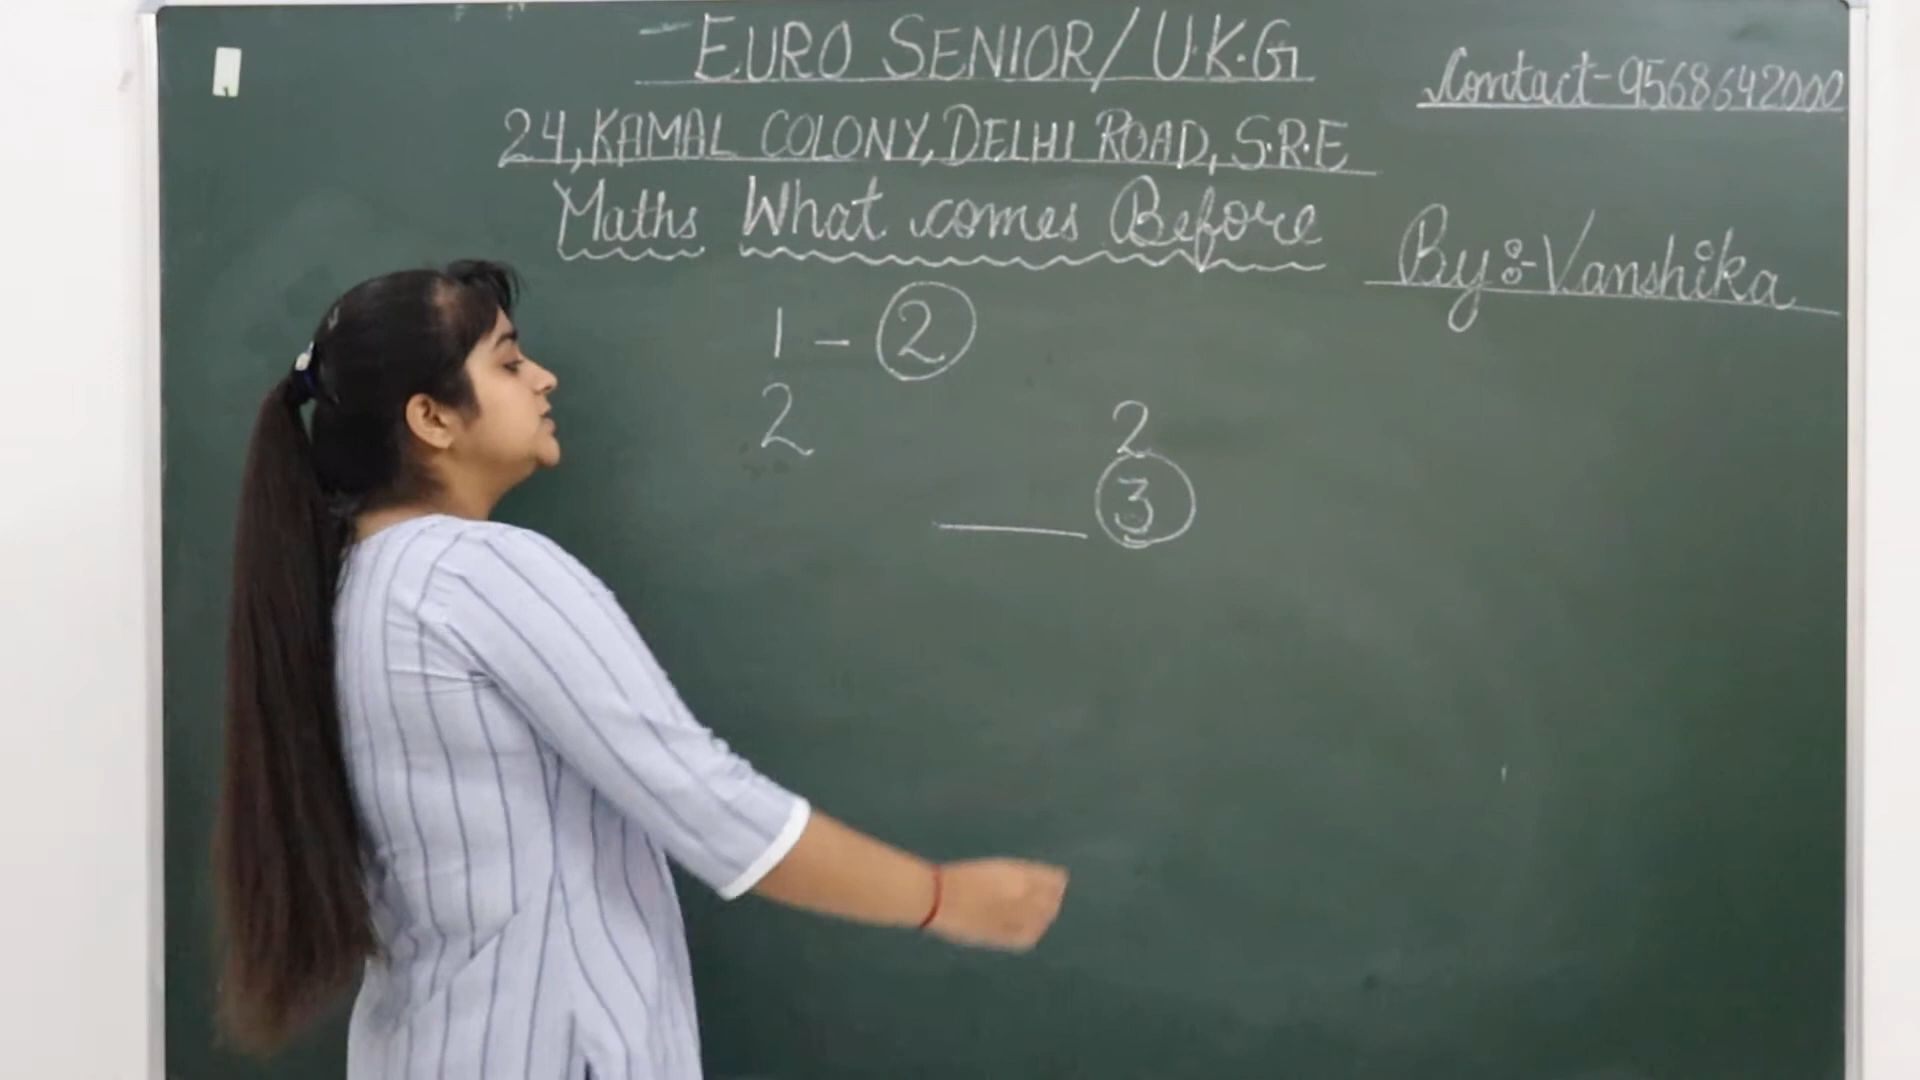 EURO SENIOR/U.K.G
Contact-9568642000
24,KAMAL COLONY,DELHI ROAD, S.R.E
Maths What comes Before
By:-Vanshika
1 - 2
2
2
3